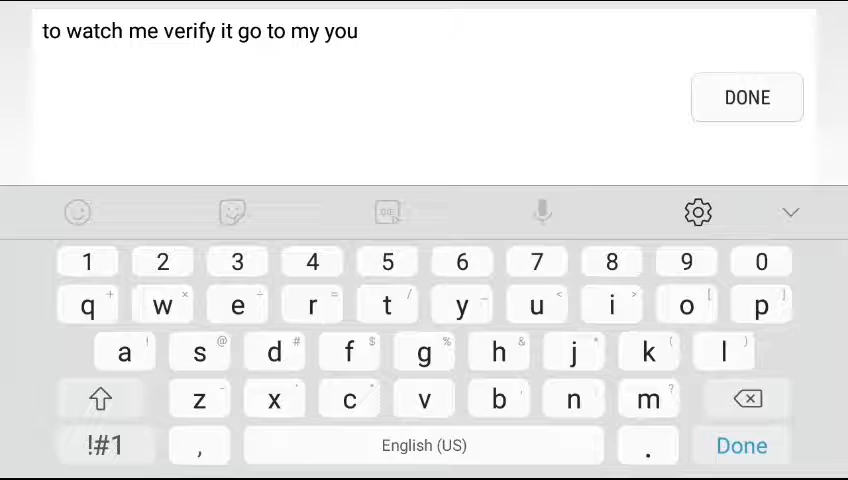 to watch me verify it go to my you
DONE
1 2 3 4 5 6 7 8 9 0
q w e r t y u i o p
a s d f g h j k l
z x c v b n m
!#1 , English (US) . Done